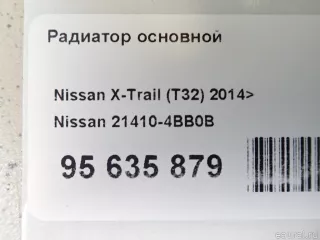 Радиатор основной
Nissan X-Trail (T32) 2014>
Nissan 21410-4BB0B
95 635 879